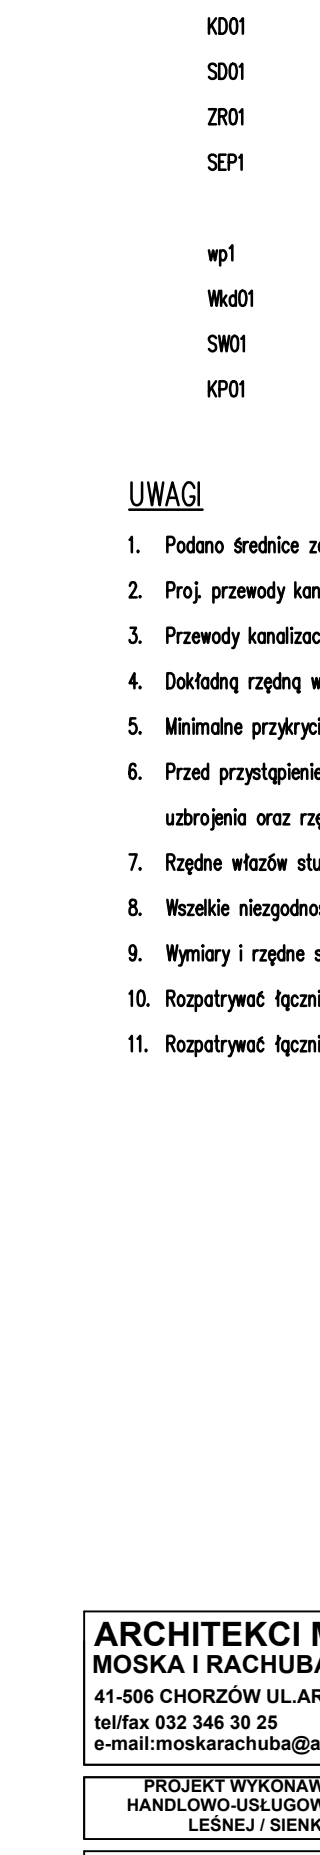 KD01
SD01
ZR01
SEP1
wp1
Wkd01
SW01
KP01
UWAGI
1. Podano średnice
2. Proj. przewody kan
3. Przewody kanalizac
4. Dokładną rzędną w
5. Minimalne przykryci
6. Przed przystąpienie
uzbrojenia oraz rzę
7. Rzędne włazów stu
8. Wszelkie niezgodnoś
9. Wymiary i rzędne s
10. Rozpatrywać łączni
11. Rozpatrywać łączni
ARCHITEKCI M
MOSKA I RACHUBA
41-506 CHORZÓW UL.AR
tel/fax 032 346 30 25
e-mail:moskarachuba@a
PROJEKT WYKONAW
HANDLOWO-USŁUGOW
LEŚNEJ / SIENK